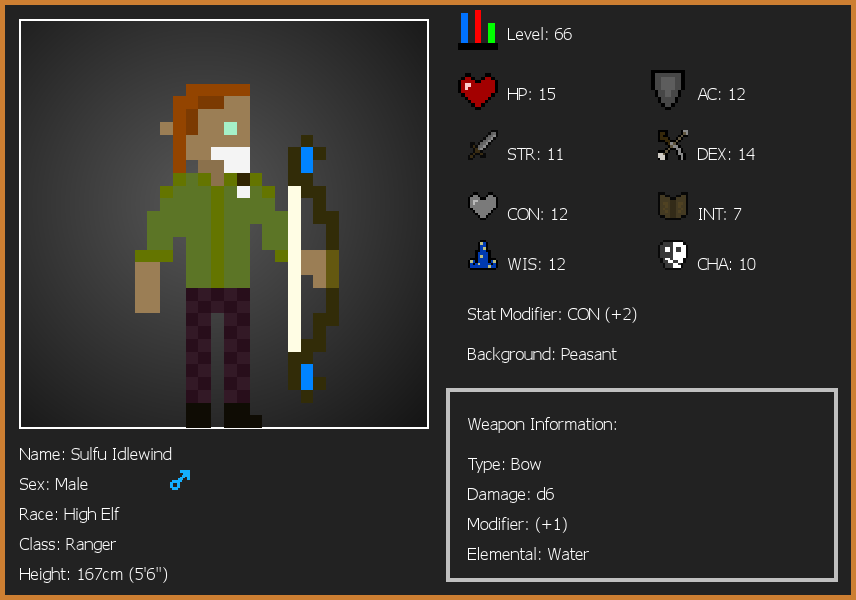 Level: 66
HP: 15
AC: 12
STR: 11
DEX: 14
CON: 12
INT: 7
WIS: 12
CHA: 10
Stat Modifier: CON (+2)
Background: Peasant
Weapon Information:
Type: Bow
Damage: d6
Modifier: (+1)
Elemental: Water
Name: Sulfu Idlewind
Sex: Male
Race: High Elf
Class: Ranger
Height: 167cm (5'6")